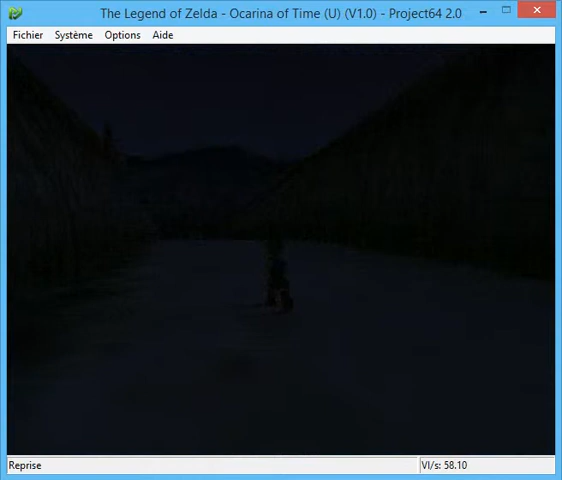 The Legend of Zelda - Ocarina of Time (U) (V1.0) - Project64 2.0
Fichier Système Options Aide
Reprise VI/s: 58.10